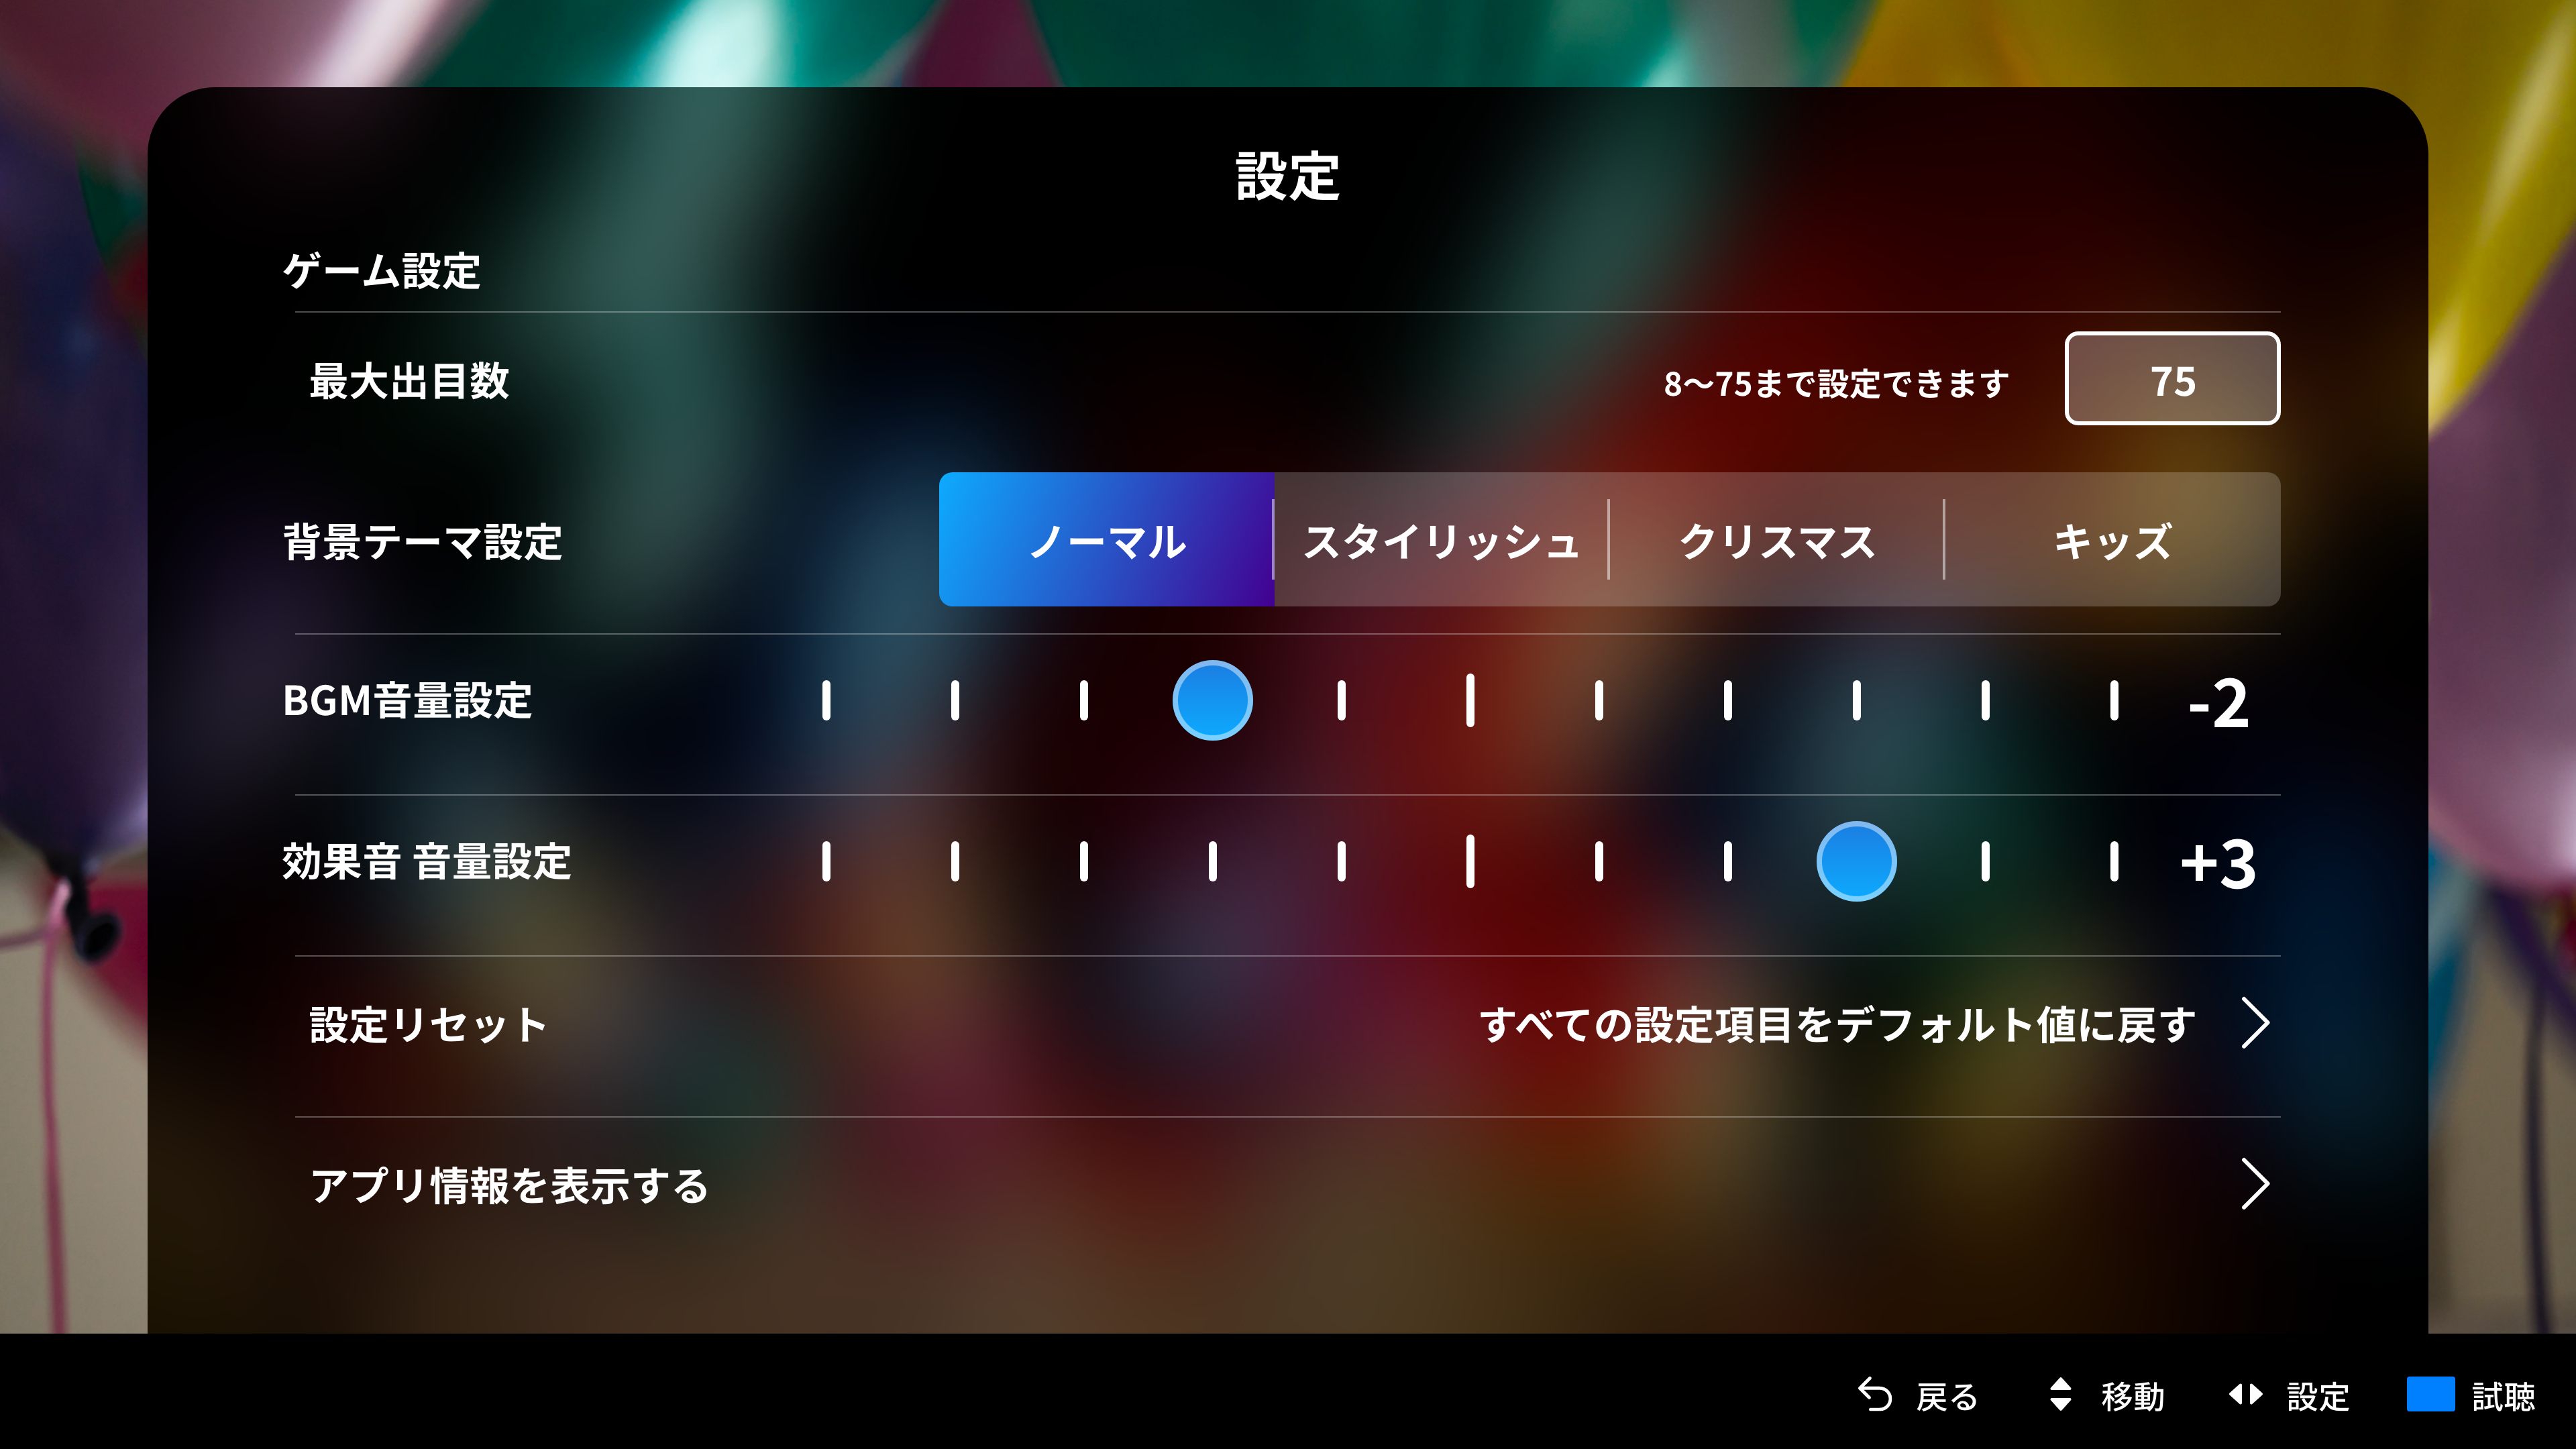 設定
ゲーム設定
最大出目数 8〜75まで設定できます 75
背景テーマ設定 ノーマル スタイリッシュ クリスマス キッズ
BGM音量設定 -2
効果音 音量設定 +3
設定リセット すべての設定項目をデフォルト値に戻す
アプリ情報を表示する
戻る 移動 設定 試聴